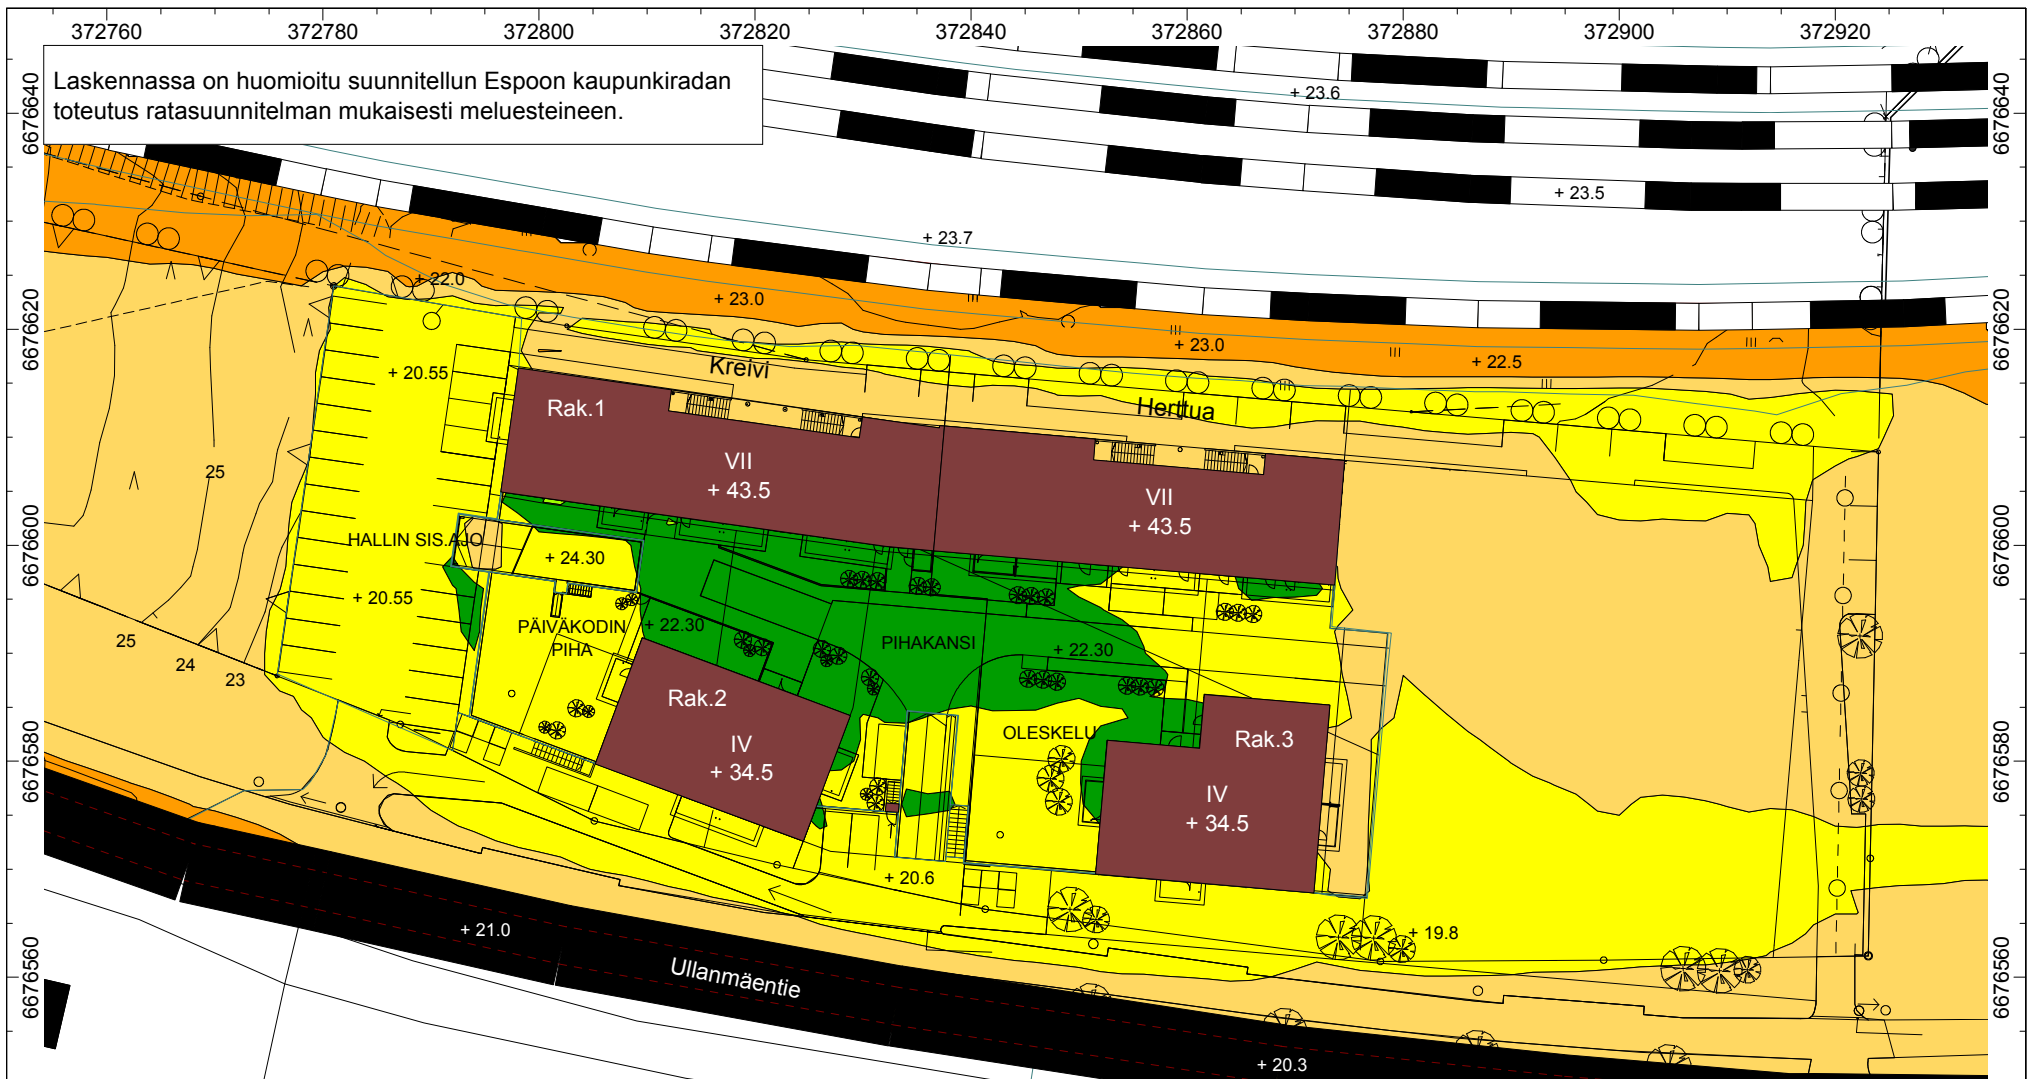 372760 372780 372800 372820 372840 372860 372880 372900 372920
Laskennassa on huomioitu suunnitellun Espoon kaupunkiradan
toteutus ratasuunnitelman mukaisesti meluesteineen.
6676640
6676640
+ 23.6
+ 23.5
+ 23.7
+ 22.0
+ 23.0
+ 23.0
+ 22.5
6676620
6676620
Kreivi
Herttua
+ 20.55
Rak.1
VII
+ 43.5
VII
+ 43.5
25
6676600
6676600
HALLIN SIS.AJO
+ 24.30
+ 20.55
PÄIVÄKODIN
PIHA
+ 22.30
PIHAKANSI
+ 22.30
25
24
23
Rak.2
IV
+ 34.5
OLESKELU
Rak.3
IV
+ 34.5
6676580
6676580
+ 20.6
+ 21.0
+ 19.8
Ullanmäentie
6676560
6676560
+ 20.3